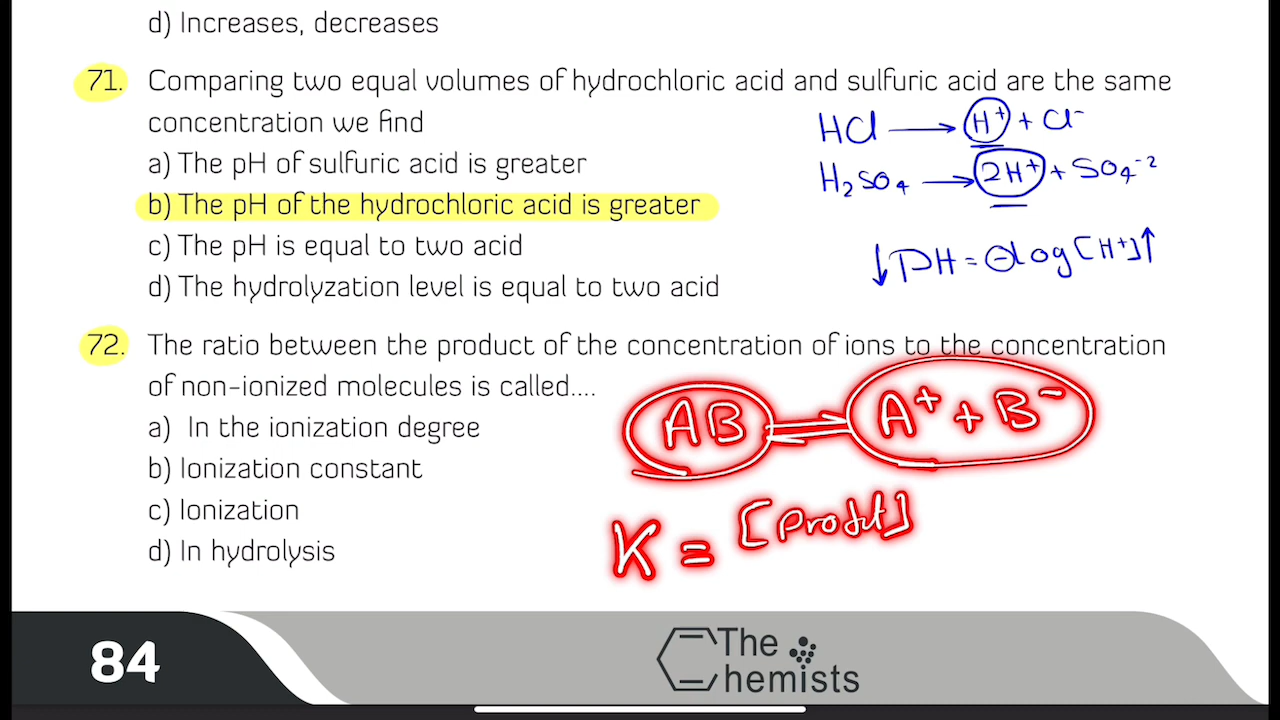 d) Increases, decreases
71. Comparing two equal volumes of hydrochloric acid and sulfuric acid are the same
concentration we find
HCl → H⁺ + Cl⁻
a) The pH of sulfuric acid is greater
H₂SO₄ → 2H⁺ + SO₄⁻²
b) The pH of the hydrochloric acid is greater
c) The pH is equal to two acid
↓PH = ⊖log[H⁺]↑
d) The hydrolyzation level is equal to two acid
72. The ratio between the product of the concentration of ions to the concentration
of non-ionized molecules is called....
AB ⇌ A⁺ + B⁻
a) In the ionization degree
b) Ionization constant
c) Ionization
K = [Produt]
d) In hydrolysis
84
The
Chemists